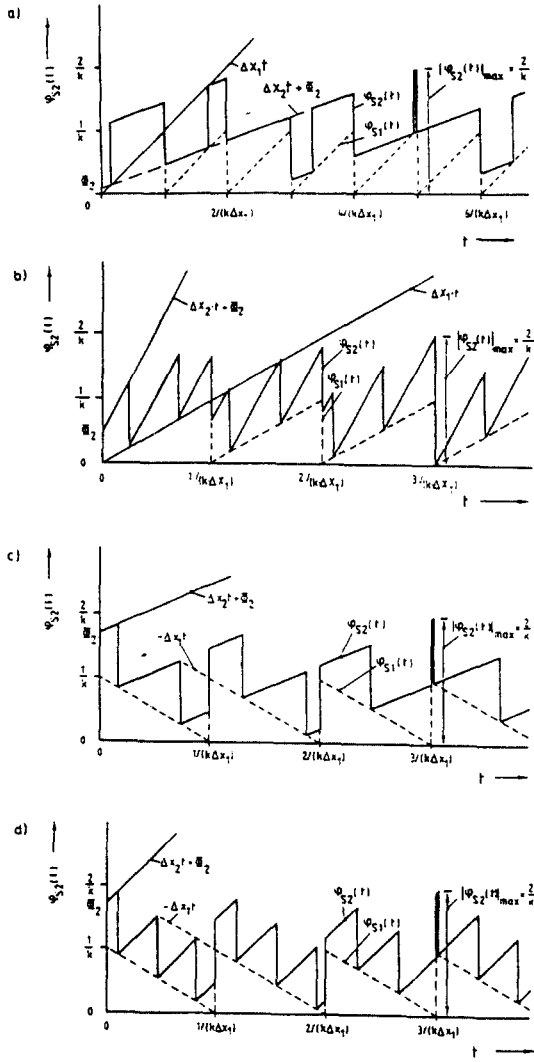 a)
φS2(t)
2/k
1/k
Φ2
0
Δx1t
Δx2t + Φ2
φS2(t)
φS1(t)
|φS2(t)|max = 2/k
2/(kΔx1)
4/(kΔx1)
6/(kΔx1)
t
b)
φS2(t)
2/k
1/k
Φ2
0
Δx2·t + Φ2
Δx1·t
φS2(t)
φS1(t)
|φS2(t)|max = 2/k
1/(kΔx1)
2/(kΔx1)
3/(kΔx1)
t
c)
φS2(t)
2/k
Φ2
1/k
0
Δx2t + Φ2
-Δx1t
φS2(t)
φS1(t)
|φS2(t)|max = 2/k
1/(kΔx1)
2/(kΔx1)
3/(kΔx1)
t
d)
φS2(t)
2/k
Φ2
1/k
0
Δx2t + Φ2
-Δx1t
φS2(t)
φS1(t)
|φS2(t)|max = 2/k
1/(kΔx1)
2/(kΔx1)
3/(kΔx1)
t